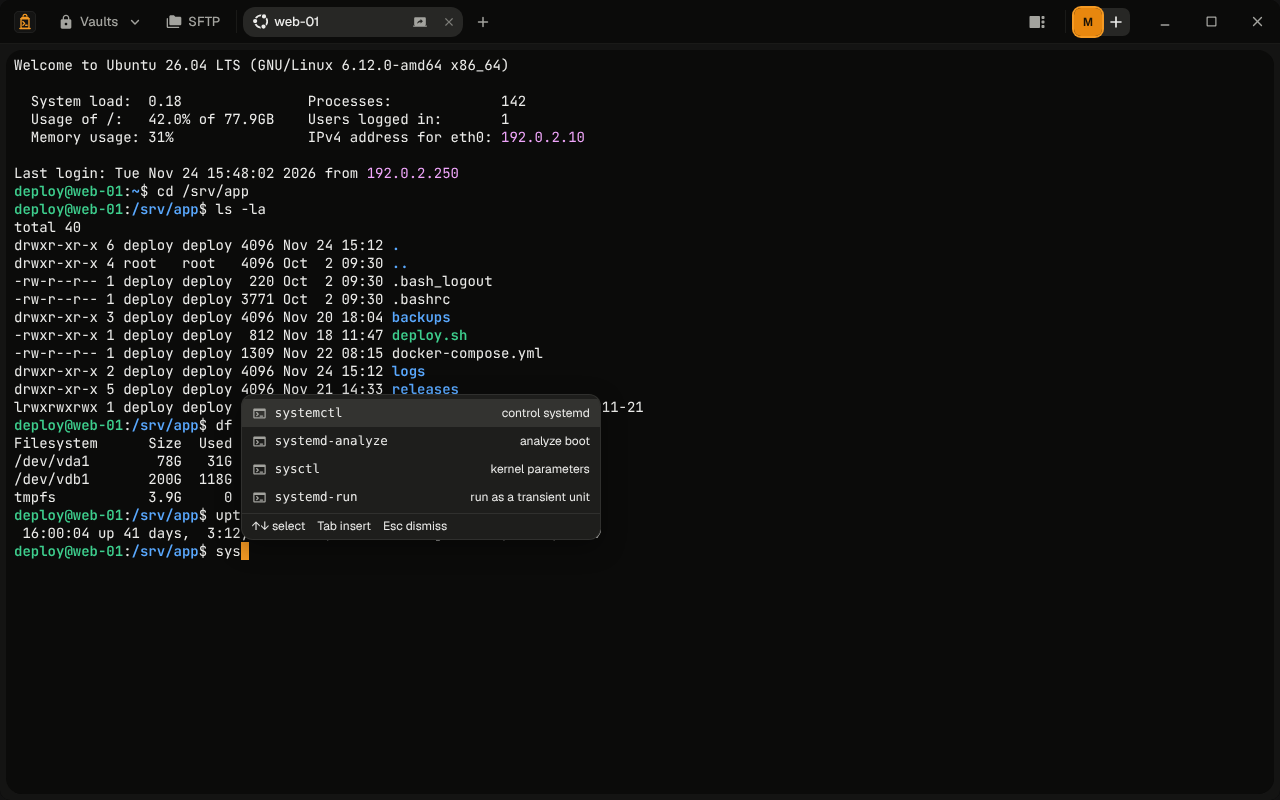 Vaults
SFTP
web-01
M
Welcome to Ubuntu 26.04 LTS (GNU/Linux 6.12.0-amd64 x86_64)
System load: 0.18 Processes: 142
Usage of /: 42.0% of 77.9GB Users logged in: 1
Memory usage: 31% IPv4 address for eth0: 192.0.2.10
Last login: Tue Nov 24 15:48:02 2026 from 192.0.2.250
deploy@web-01:~$ cd /srv/app
deploy@web-01:/srv/app$ ls -la
total 40
drwxr-xr-x 6 deploy deploy 4096 Nov 24 15:12 .
drwxr-xr-x 4 root root 4096 Oct 2 09:30 ..
-rw-r--r-- 1 deploy deploy 220 Oct 2 09:30 .bash_logout
-rw-r--r-- 1 deploy deploy 3771 Oct 2 09:30 .bashrc
drwxr-xr-x 3 deploy deploy 4096 Nov 20 18:04 backups
-rwxr-xr-x 1 deploy deploy 812 Nov 18 11:47 deploy.sh
-rw-r--r-- 1 deploy deploy 1309 Nov 22 08:15 docker-compose.yml
drwxr-xr-x 2 deploy deploy 4096 Nov 24 15:12 logs
drwxr-xr-x 5 deploy deploy 4096 Nov 21 14:33 releases
lrwxrwxrwx 1 deploy deploy 11-21
deploy@web-01:/srv/app$ df
Filesystem Size Used
/dev/vda1 78G 31G
/dev/vdb1 200G 118G
tmpfs 3.9G 0
deploy@web-01:/srv/app$ upt
16:00:04 up 41 days, 3:12,
deploy@web-01:/srv/app$ sys
systemctl control systemd
systemd-analyze analyze boot
sysctl kernel parameters
systemd-run run as a transient unit
↑↓ select Tab insert Esc dismiss